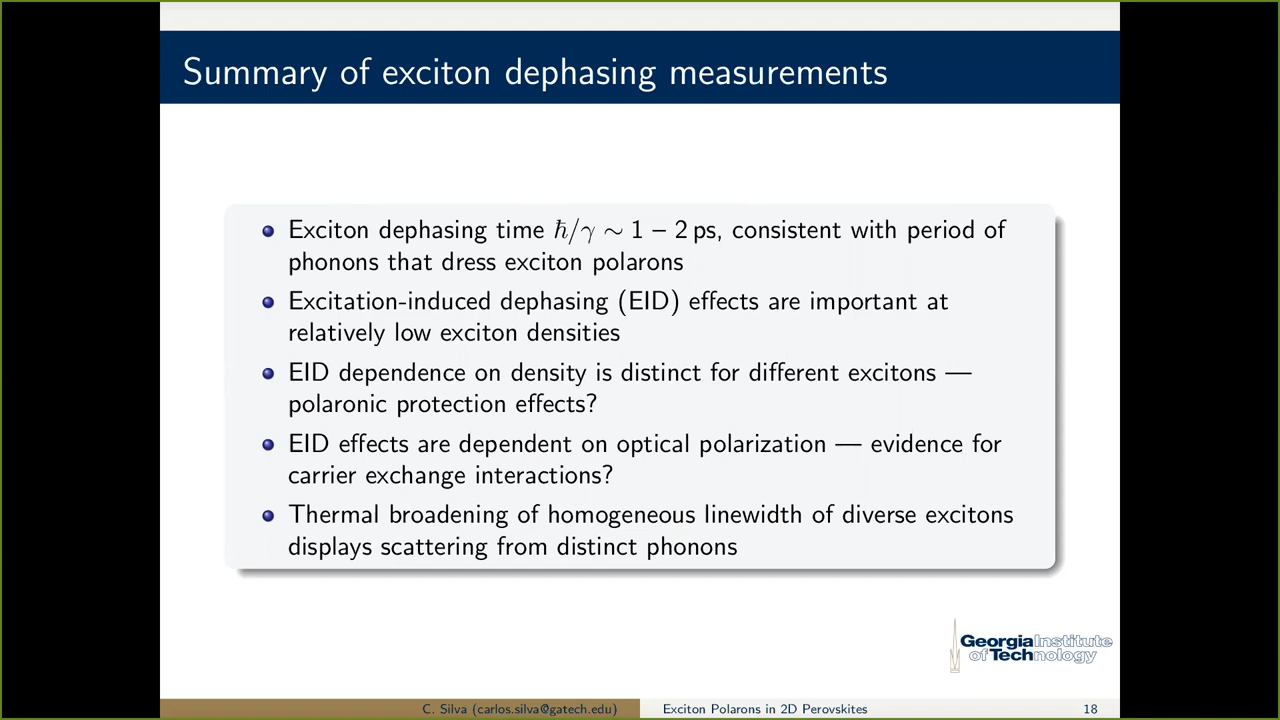 Summary of exciton dephasing measurements
Exciton dephasing time ℏ/γ ∼ 1 – 2 ps, consistent with period of
phonons that dress exciton polarons
Excitation-induced dephasing (EID) effects are important at
relatively low exciton densities
EID dependence on density is distinct for different excitons —
polaronic protection effects?
EID effects are dependent on optical polarization — evidence for
carrier exchange interactions?
Thermal broadening of homogeneous linewidth of diverse excitons
displays scattering from distinct phonons
Georgia Institute
of Technology
C. Silva (carlos.silva@gatech.edu)
Exciton Polarons in 2D Perovskites
18